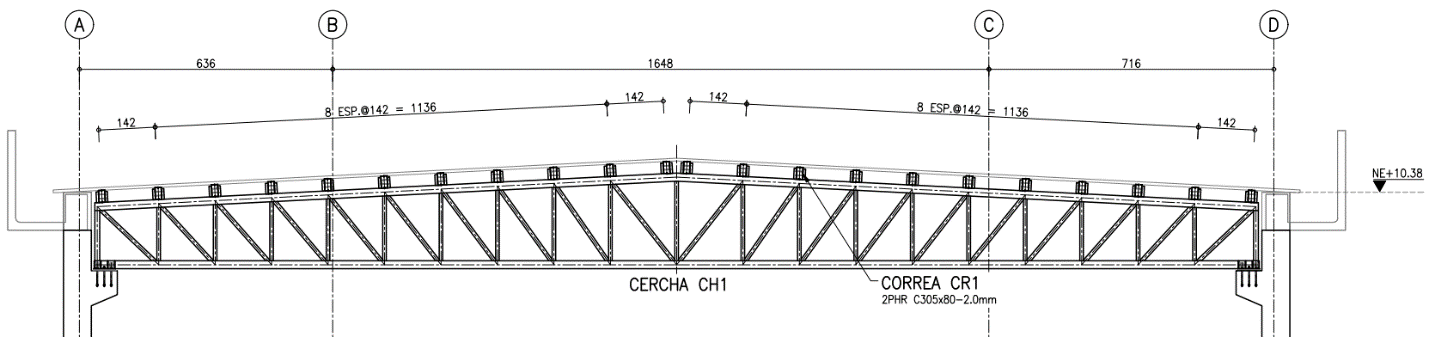 A B C D
636 1648 716
142 8 ESP.@142 = 1136 142 142 8 ESP.@142 = 1136 142
NE+10.38
CERCHA CH1
CORREA CR1
2PHR C305x80-2.0mm